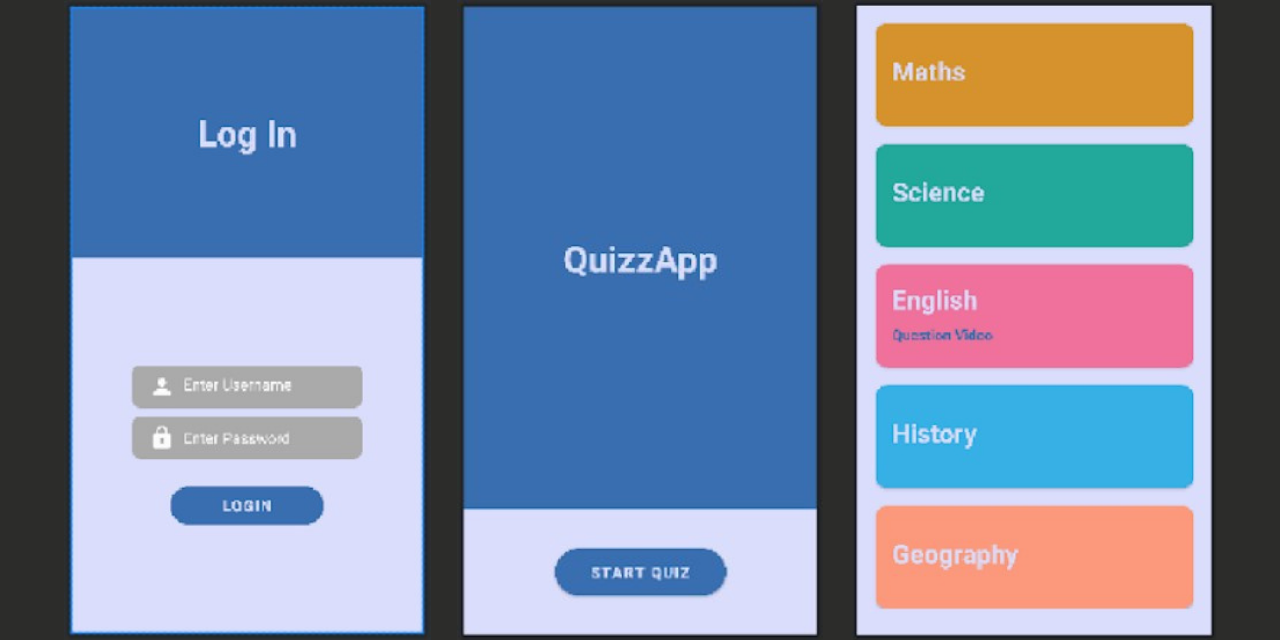 Log In
Enter Username
Enter Password
LOGIN
QuizzApp
START QUIZ
Maths
Science
English
Question Video
History
Geography